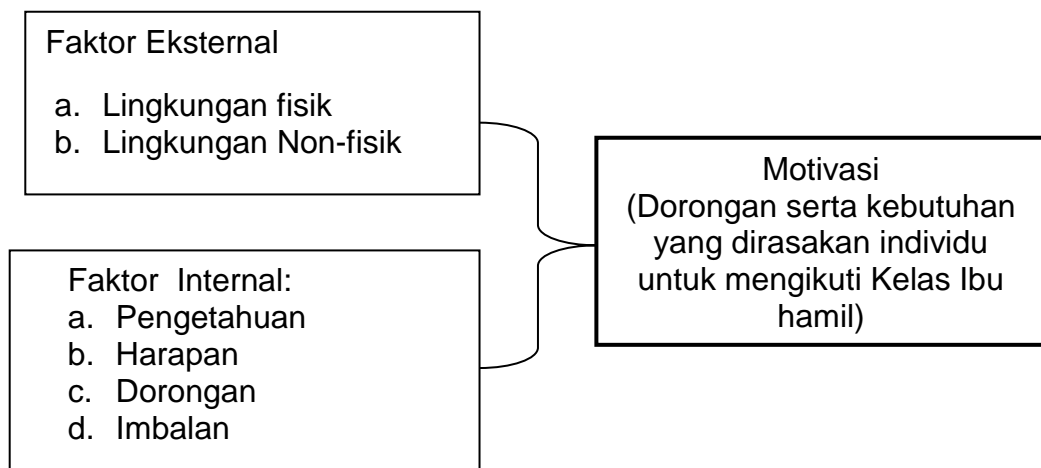 Faktor Eksternal
a. Lingkungan fisik
b. Lingkungan Non-fisik
Faktor Internal:
a. Pengetahuan
b. Harapan
c. Dorongan
d. Imbalan
Motivasi
(Dorongan serta kebutuhan
yang dirasakan individu
untuk mengikuti Kelas Ibu
hamil)